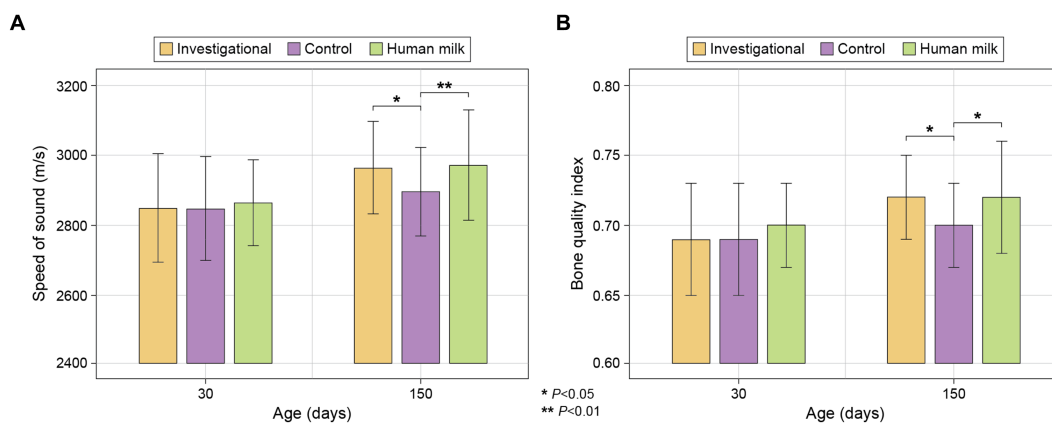 A
Investigational Control Human milk
Speed of sound (m/s)
3200
3000
2800
2600
2400
* **
30 150
Age (days)
* P<0.05
** P<0.01
B
Investigational Control Human milk
Bone quality index
0.80
0.75
0.70
0.65
0.60
* *
30 150
Age (days)